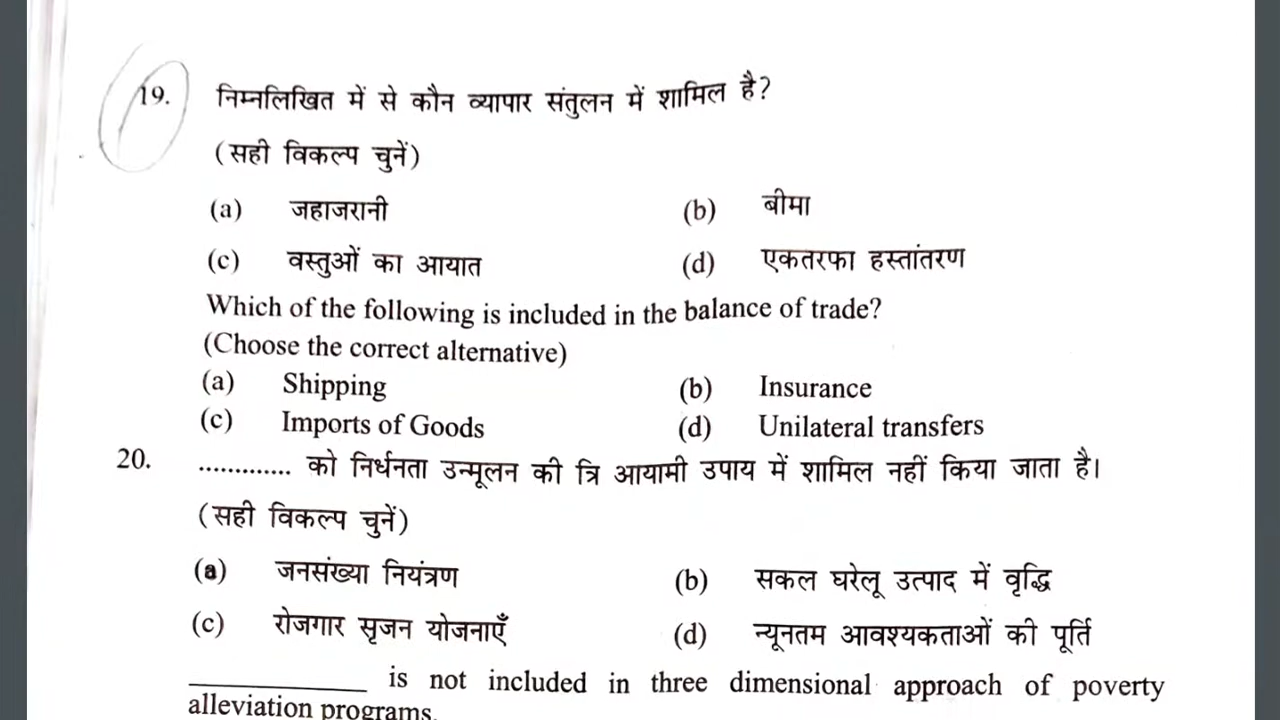 19. निम्नलिखित में से कौन व्यापार संतुलन में शामिल है?
(सही विकल्प चुनें)
(a) जहाजरानी (b) बीमा
(c) वस्तुओं का आयात (d) एकतरफा हस्तांतरण
Which of the following is included in the balance of trade?
(Choose the correct alternative)
(a) Shipping (b) Insurance
(c) Imports of Goods (d) Unilateral transfers
20. ............. को निर्धनता उन्मूलन की त्रि आयामी उपाय में शामिल नहीं किया जाता है।
(सही विकल्प चुनें)
(a) जनसंख्या नियंत्रण (b) सकल घरेलू उत्पाद में वृद्धि
(c) रोजगार सृजन योजनाएँ (d) न्यूनतम आवश्यकताओं की पूर्ति
_____________ is not included in three dimensional approach of poverty
alleviation programs.